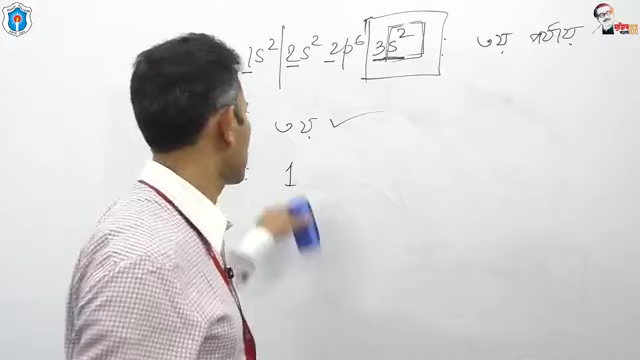 1s² | 2s² 2p⁶ 3s² : ৩য় পর্যায়
৩য় ✓
: 1